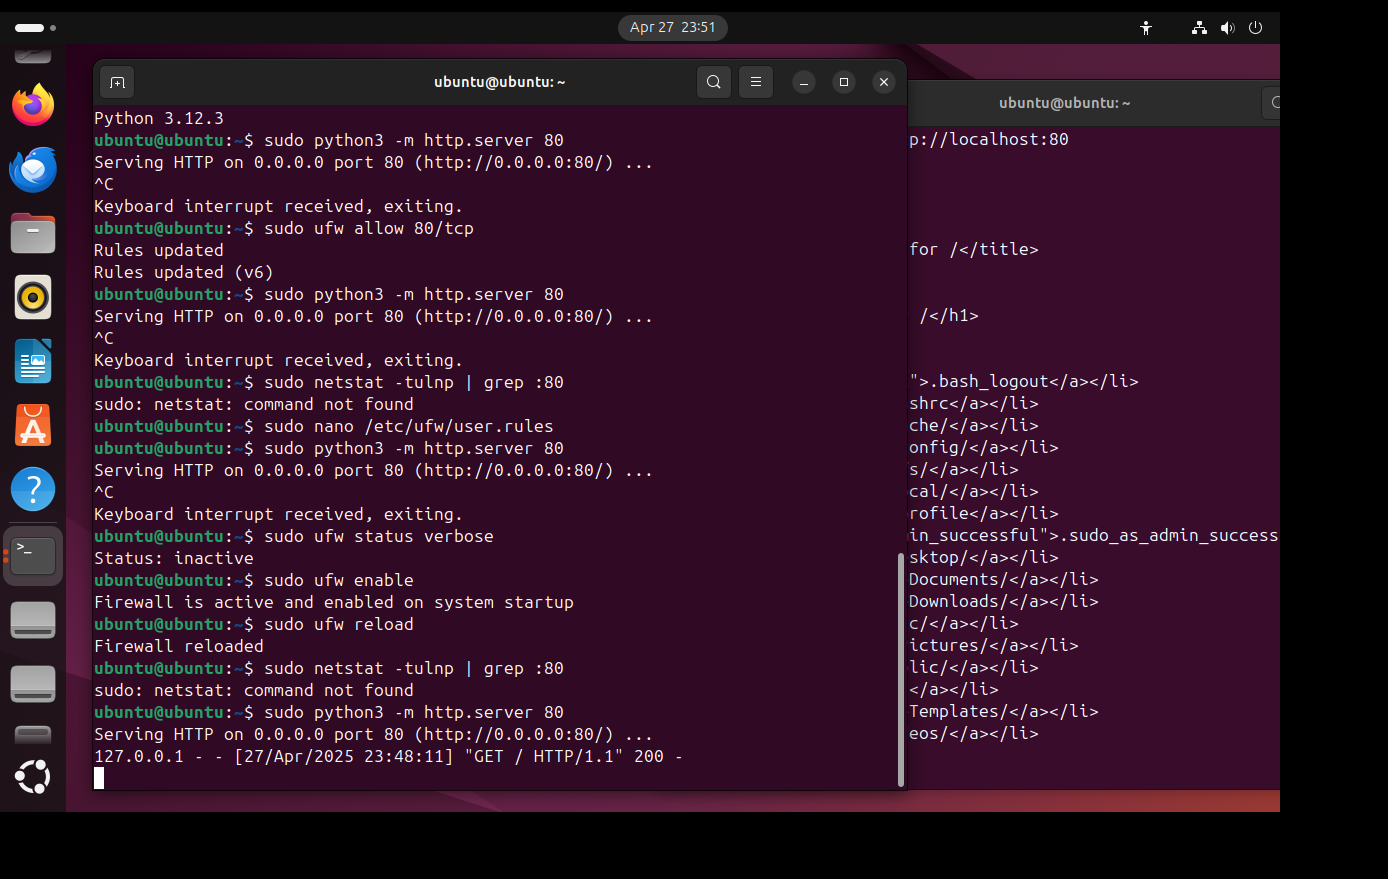 Apr 27 23:51
ubuntu@ubuntu: ~
Python 3.12.3
ubuntu@ubuntu:~$ sudo python3 -m http.server 80
Serving HTTP on 0.0.0.0 port 80 (http://0.0.0.0:80/) ...
^C
Keyboard interrupt received, exiting.
ubuntu@ubuntu:~$ sudo ufw allow 80/tcp
Rules updated
Rules updated (v6)
ubuntu@ubuntu:~$ sudo python3 -m http.server 80
Serving HTTP on 0.0.0.0 port 80 (http://0.0.0.0:80/) ...
^C
Keyboard interrupt received, exiting.
ubuntu@ubuntu:~$ sudo netstat -tulnp | grep :80
sudo: netstat: command not found
ubuntu@ubuntu:~$ sudo nano /etc/ufw/user.rules
ubuntu@ubuntu:~$ sudo python3 -m http.server 80
Serving HTTP on 0.0.0.0 port 80 (http://0.0.0.0:80/) ...
^C
Keyboard interrupt received, exiting.
ubuntu@ubuntu:~$ sudo ufw status verbose
Status: inactive
ubuntu@ubuntu:~$ sudo ufw enable
Firewall is active and enabled on system startup
ubuntu@ubuntu:~$ sudo ufw reload
Firewall reloaded
ubuntu@ubuntu:~$ sudo netstat -tulnp | grep :80
sudo: netstat: command not found
ubuntu@ubuntu:~$ sudo python3 -m http.server 80
Serving HTTP on 0.0.0.0 port 80 (http://0.0.0.0:80/) ...
127.0.0.1 - - [27/Apr/2025 23:48:11] "GET / HTTP/1.1" 200 -
ubuntu@ubuntu: ~
p://localhost:80
for /</title>
/</h1>
">.bash_logout</a></li>
shrc</a></li>
che/</a></li>
onfig/</a></li>
s/</a></li>
cal/</a></li>
rofile</a></li>
in_successful">.sudo_as_admin_success
sktop/</a></li>
Documents/</a></li>
Downloads/</a></li>
c/</a></li>
ictures/</a></li>
lic/</a></li>
</a></li>
Templates/</a></li>
eos/</a></li>